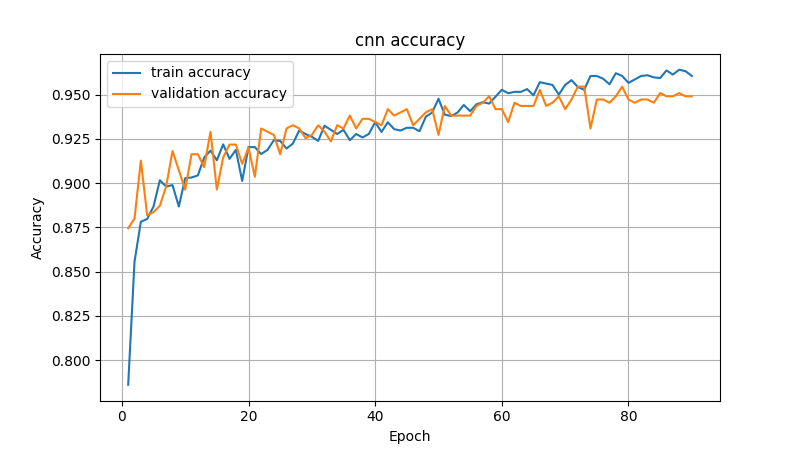 cnn accuracy
train accuracy
validation accuracy
0.950
0.925
0.900
0.875
0.850
0.825
0.800
Accuracy
0 20 40 60 80
Epoch